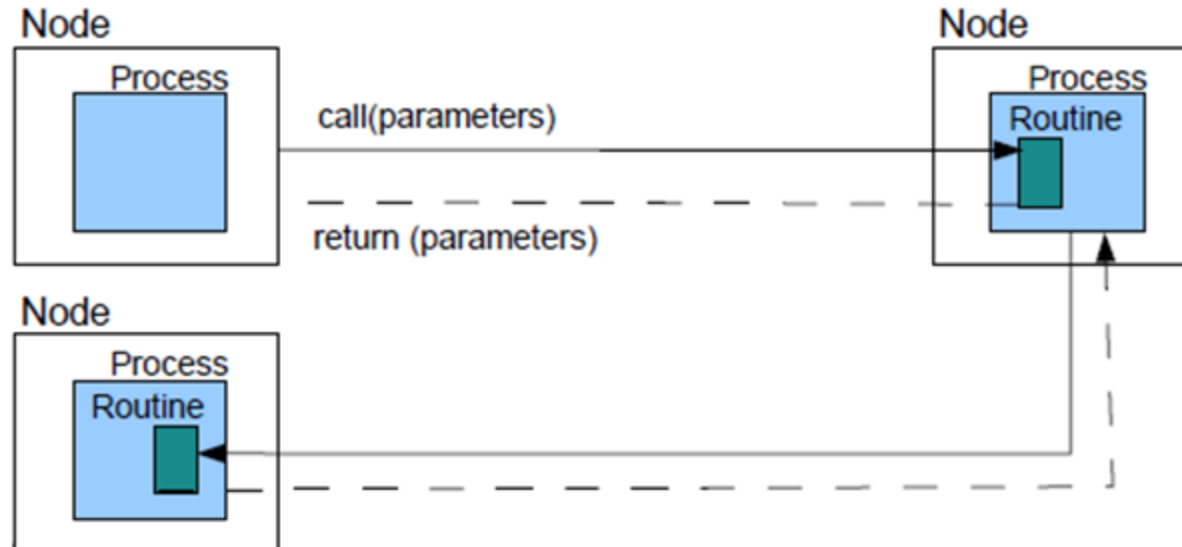 Node
Node
Process
Process
call(parameters)
Routine
return (parameters)
Node
Process
Routine